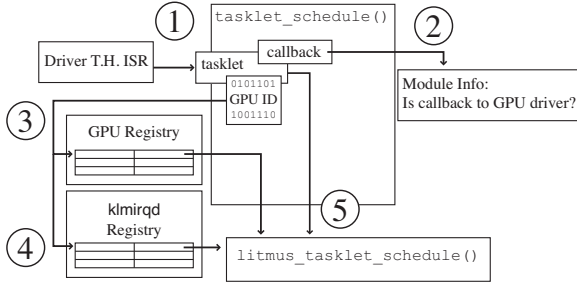 1
tasklet_schedule()
2
callback
Driver T.H. ISR
tasklet
Module Info:
Is callback to GPU driver?
0101101
GPU ID
1001110
3
GPU Registry
klmirqd
Registry
5
4
litmus_tasklet_schedule()